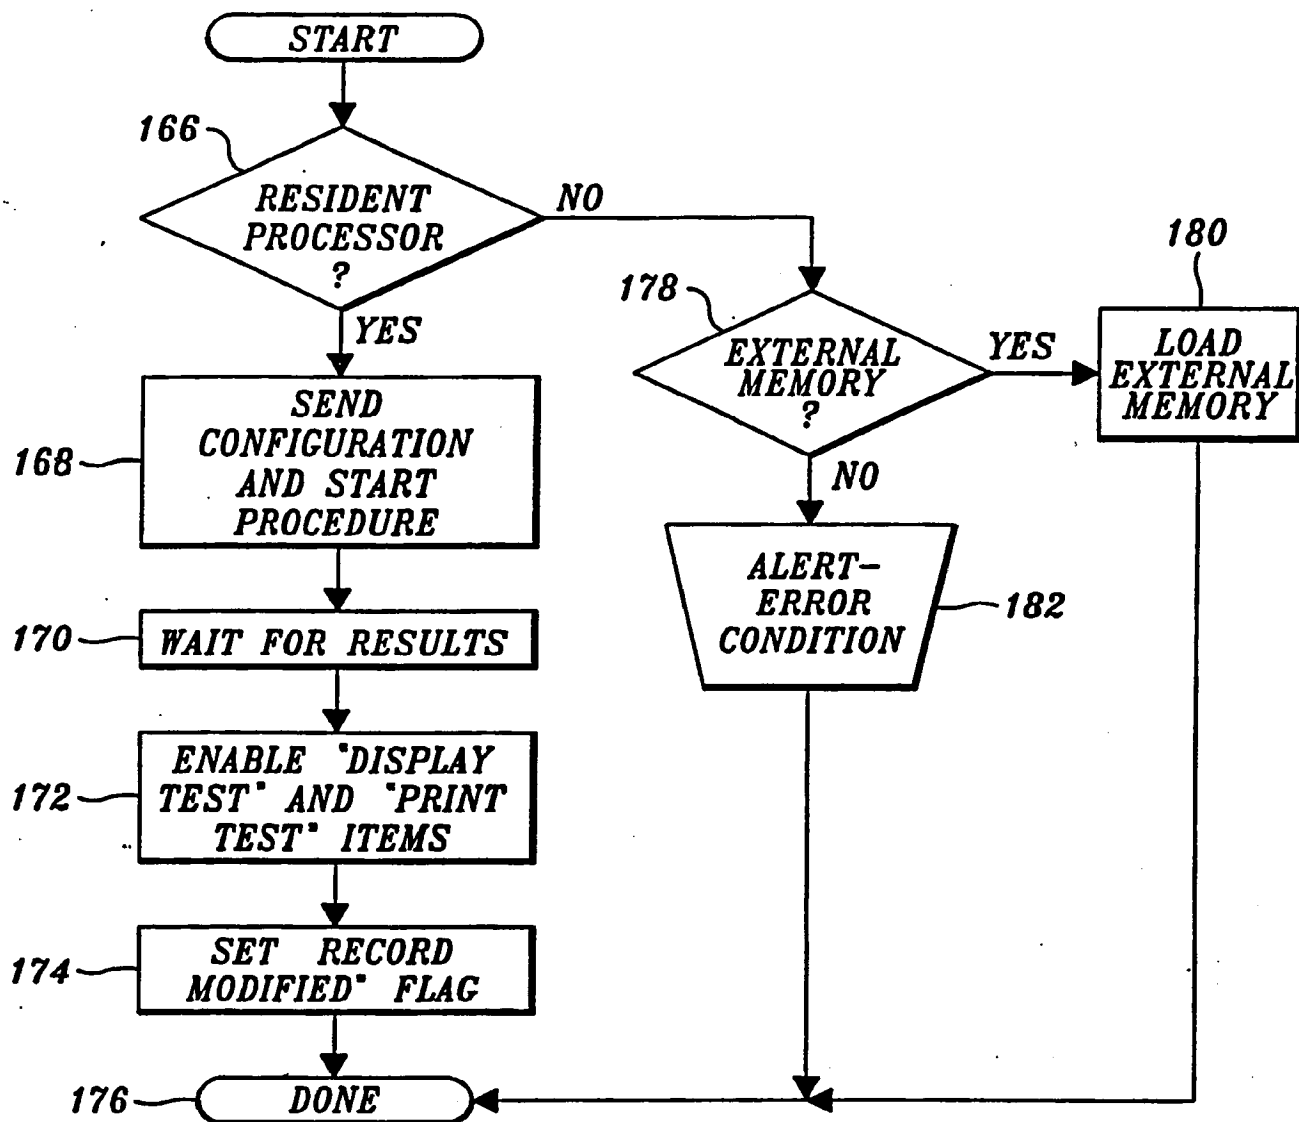 START
166
RESIDENT
PROCESSOR
?
NO
YES
168
SEND
CONFIGURATION
AND START
PROCEDURE
170
WAIT FOR RESULTS
172
ENABLE "DISPLAY
TEST" AND "PRINT
TEST" ITEMS
174
SET RECORD
MODIFIED" FLAG
176
DONE
178
EXTERNAL
MEMORY
?
YES
NO
180
LOAD
EXTERNAL
MEMORY
ALERT-
ERROR
CONDITION
182